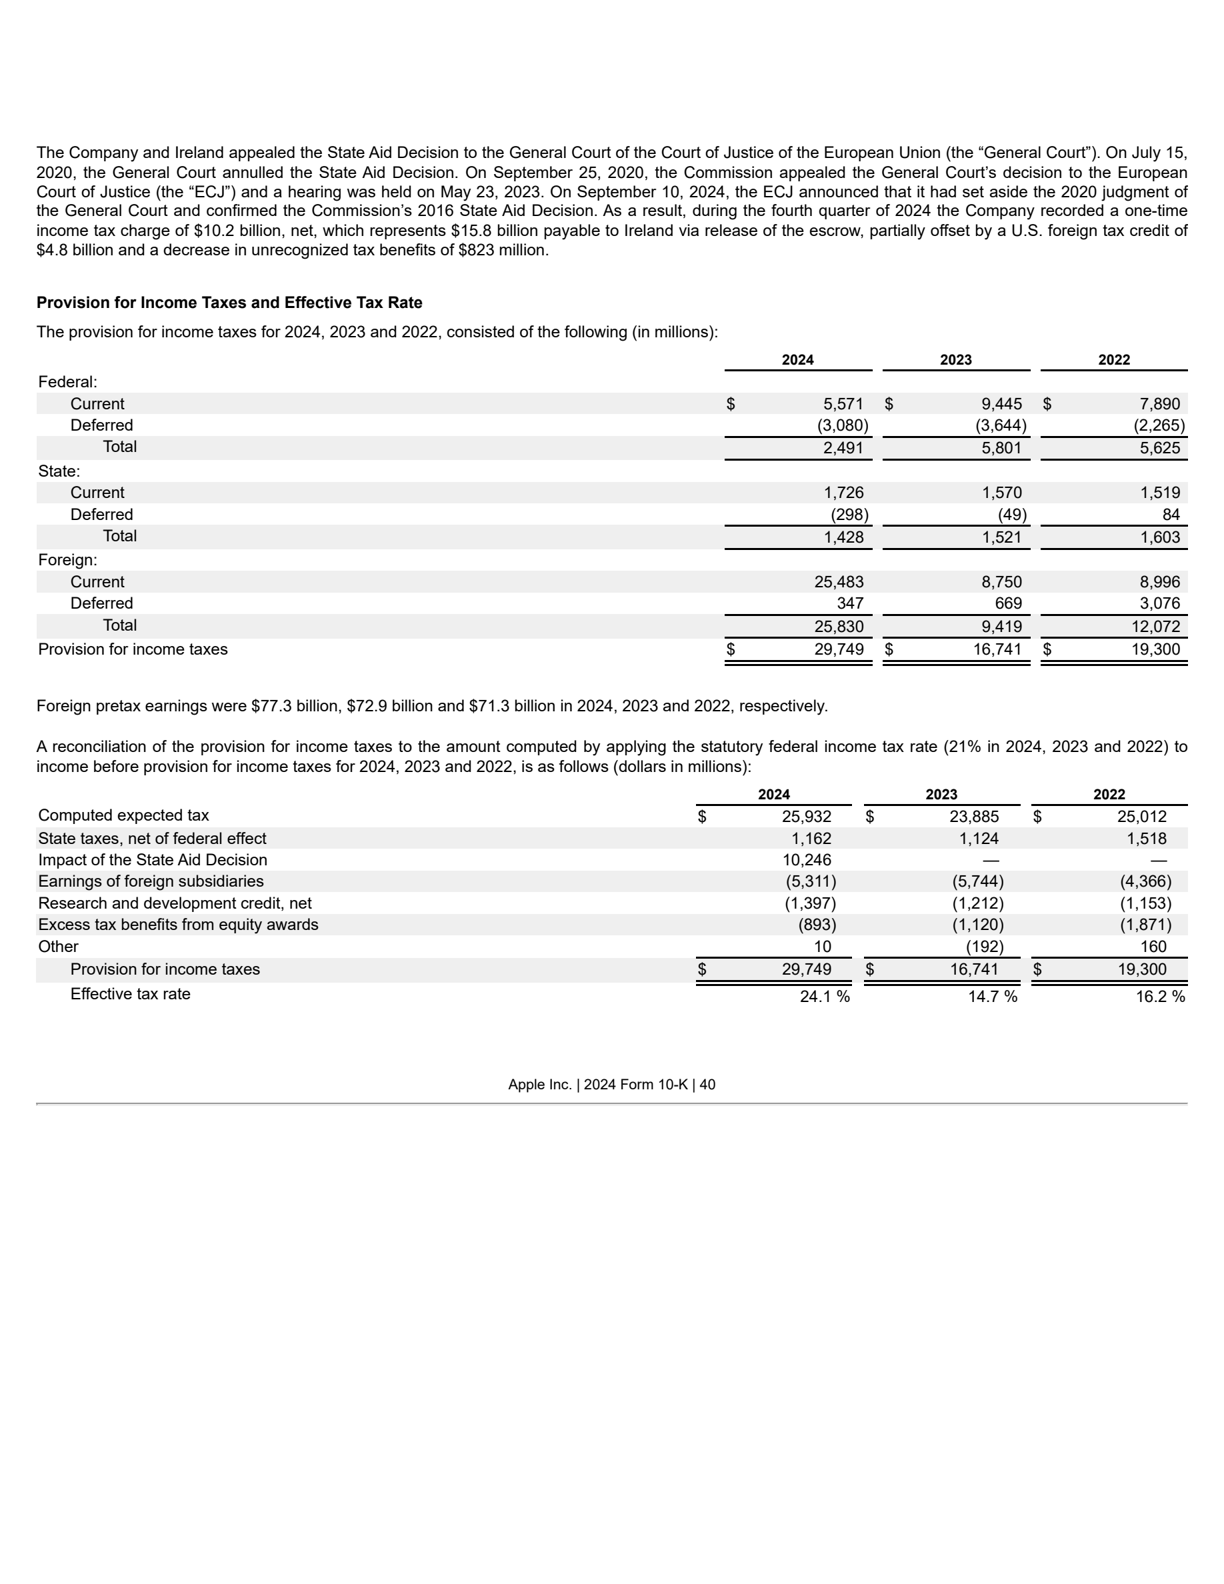 The Company and Ireland appealed the State Aid Decision to the General Court of the Court of Justice of the European Union (the “General Court”). On July 15,
2020, the General Court annulled the State Aid Decision. On September 25, 2020, the Commission appealed the General Court’s decision to the European
Court of Justice (the “ECJ”) and a hearing was held on May 23, 2023. On September 10, 2024, the ECJ announced that it had set aside the 2020 judgment of
the General Court and confirmed the Commission’s 2016 State Aid Decision. As a result, during the fourth quarter of 2024 the Company recorded a one-time
income tax charge of $10.2 billion, net, which represents $15.8 billion payable to Ireland via release of the escrow, partially offset by a U.S. foreign tax credit of
$4.8 billion and a decrease in unrecognized tax benefits of $823 million.
Provision for Income Taxes and Effective Tax Rate
The provision for income taxes for 2024, 2023 and 2022, consisted of the following (in millions):
2024 2023 2022
Federal:
Current $ 5,571 $ 9,445 $ 7,890
Deferred (3,080) (3,644) (2,265)
Total 2,491 5,801 5,625
State:
Current 1,726 1,570 1,519
Deferred (298) (49) 84
Total 1,428 1,521 1,603
Foreign:
Current 25,483 8,750 8,996
Deferred 347 669 3,076
Total 25,830 9,419 12,072
Provision for income taxes $ 29,749 $ 16,741 $ 19,300
Foreign pretax earnings were $77.3 billion, $72.9 billion and $71.3 billion in 2024, 2023 and 2022, respectively.
A reconciliation of the provision for income taxes to the amount computed by applying the statutory federal income tax rate (21% in 2024, 2023 and 2022) to
income before provision for income taxes for 2024, 2023 and 2022, is as follows (dollars in millions):
2024 2023 2022
Computed expected tax $ 25,932 $ 23,885 $ 25,012
State taxes, net of federal effect 1,162 1,124 1,518
Impact of the State Aid Decision 10,246 — —
Earnings of foreign subsidiaries (5,311) (5,744) (4,366)
Research and development credit, net (1,397) (1,212) (1,153)
Excess tax benefits from equity awards (893) (1,120) (1,871)
Other 10 (192) 160
Provision for income taxes $ 29,749 $ 16,741 $ 19,300
Effective tax rate 24.1 % 14.7 % 16.2 %
Apple Inc. | 2024 Form 10-K | 40